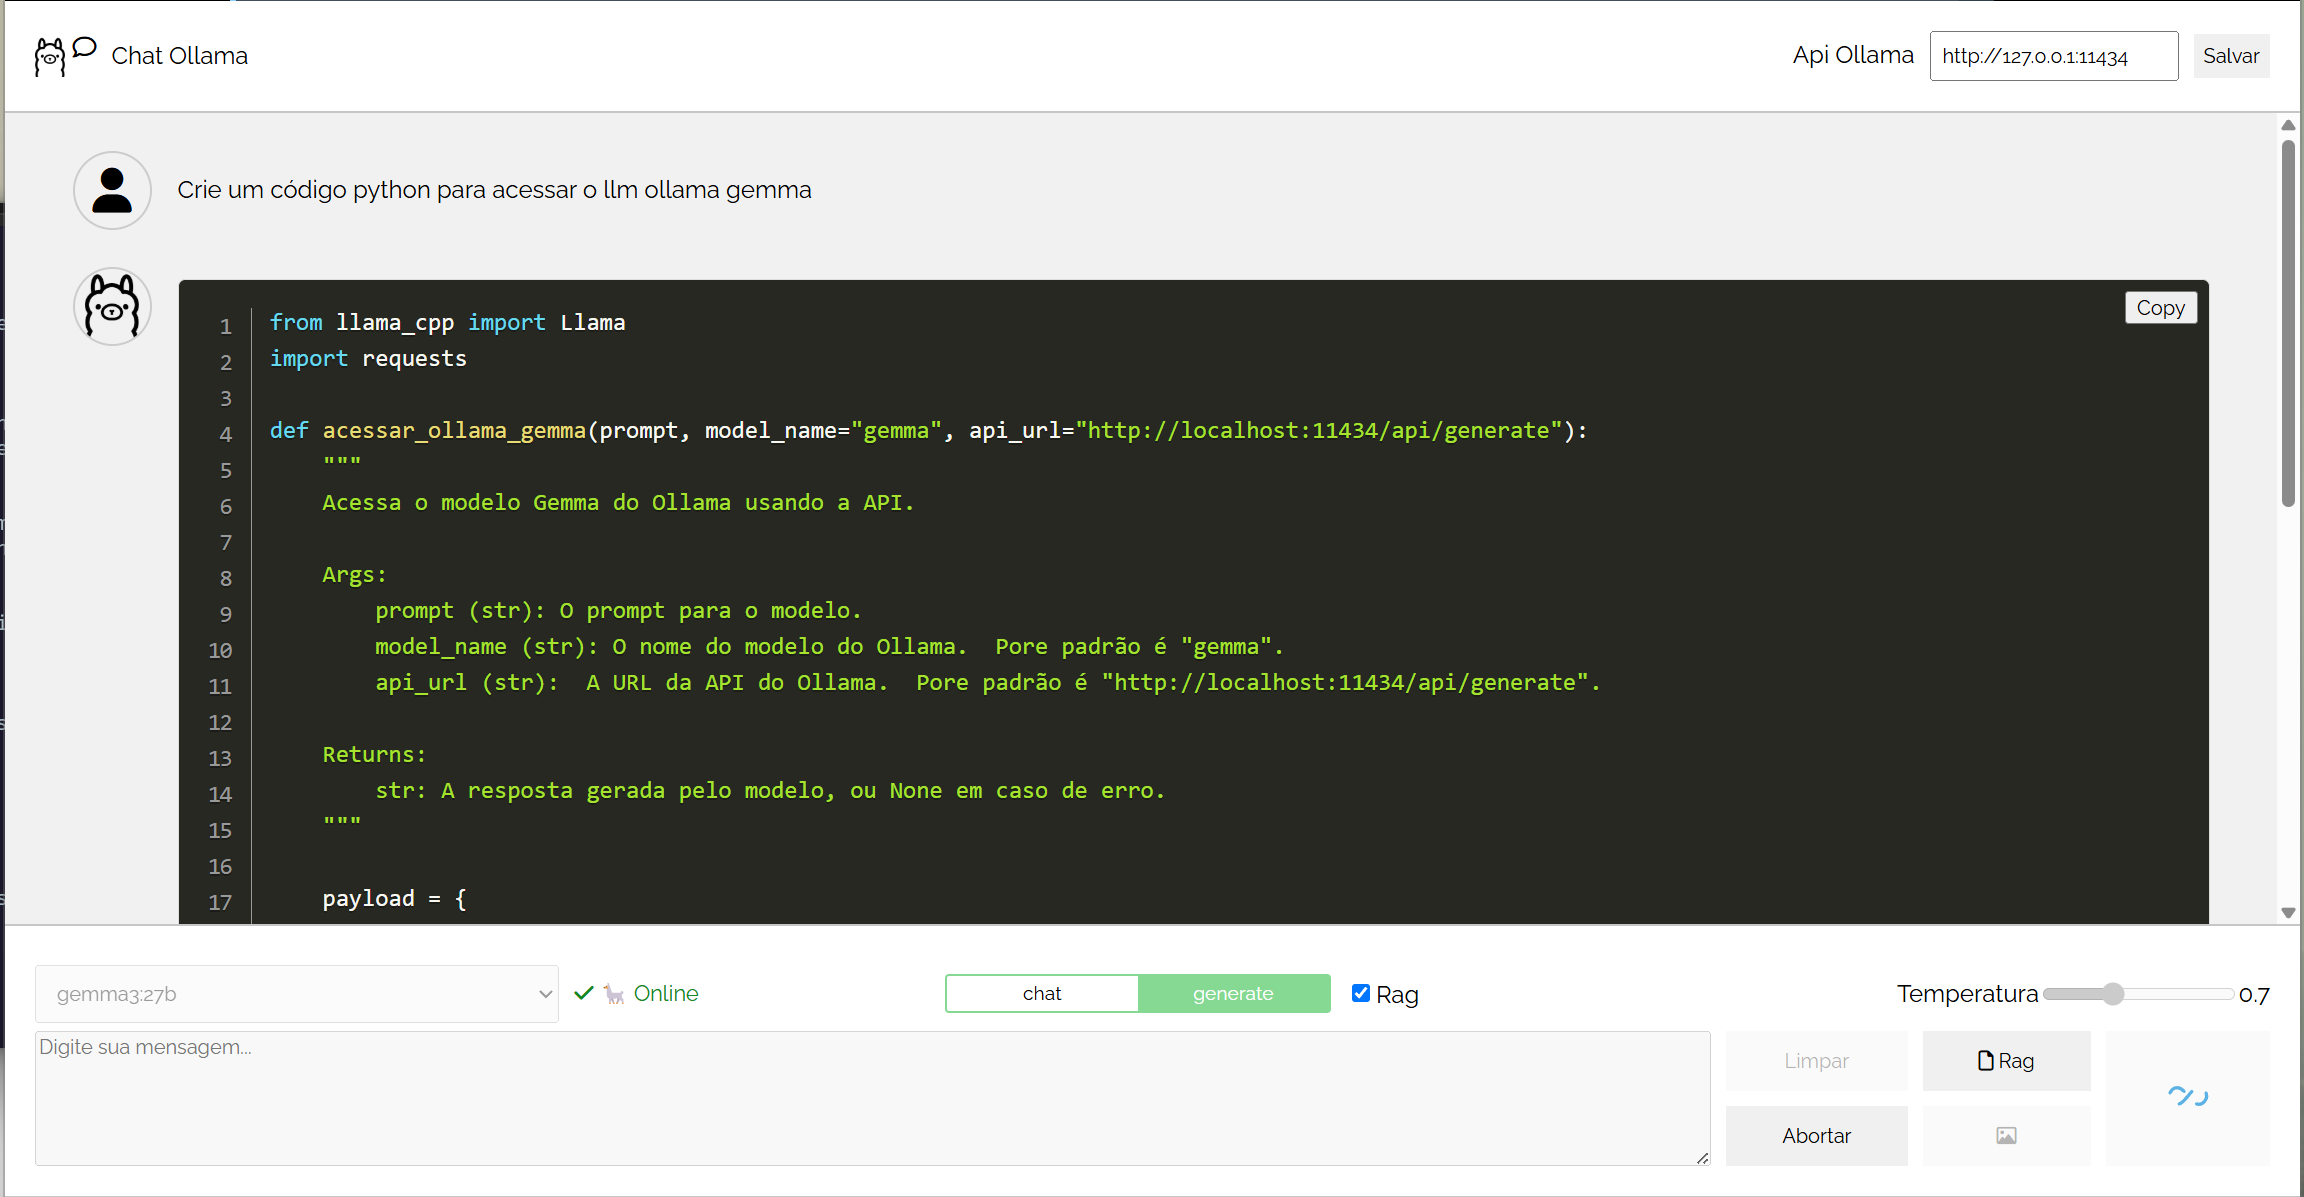 Chat Ollama
Api Ollama http://127.0.0.1:11434 Salvar
Crie um código python para acessar o llm ollama gemma
Copy
1 from llama_cpp import Llama
2 import requests
3
4 def acessar_ollama_gemma(prompt, model_name="gemma", api_url="http://localhost:11434/api/generate"):
5 """
6 Acessa o modelo Gemma do Ollama usando a API.
7
8 Args:
9 prompt (str): O prompt para o modelo.
10 model_name (str): O nome do modelo do Ollama.  Pore padrão é "gemma".
11 api_url (str):  A URL da API do Ollama.  Pore padrão é "http://localhost:11434/api/generate".
12
13 Returns:
14 str: A resposta gerada pelo modelo, ou None em caso de erro.
15 """
16
17 payload = {
gemma3:27b
Online
chat generate
Rag
Temperatura 0.7
Digite sua mensagem...
Limpar
Rag
Abortar